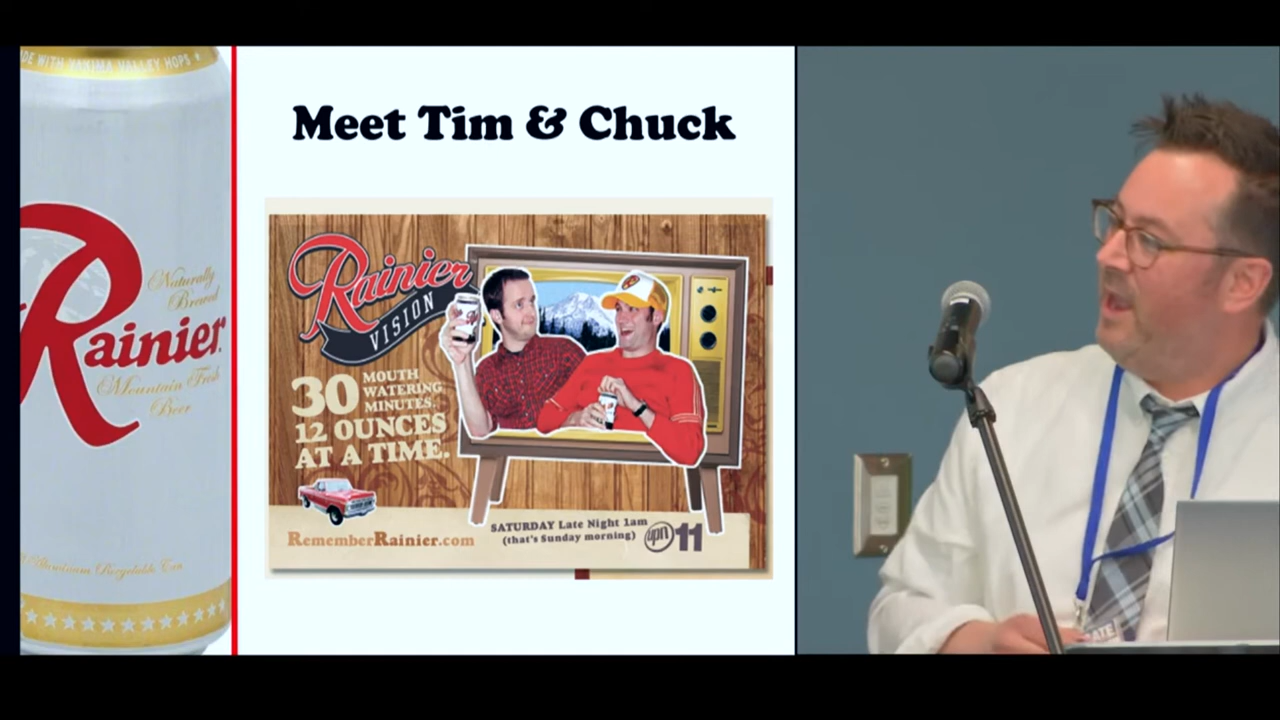 MADE WITH YAKIMA VALLEY HOPS
Naturally
Brewed
Rainier
Mountain Fresh
Beer
Aluminum Recyclable Can
Meet Tim & Chuck
Rainier
VISION
30 MOUTH
WATERING
MINUTES.
12 OUNCES
AT A TIME.
RememberRainier.com
SATURDAY Late Night 1am
(that's Sunday morning)
upn 11